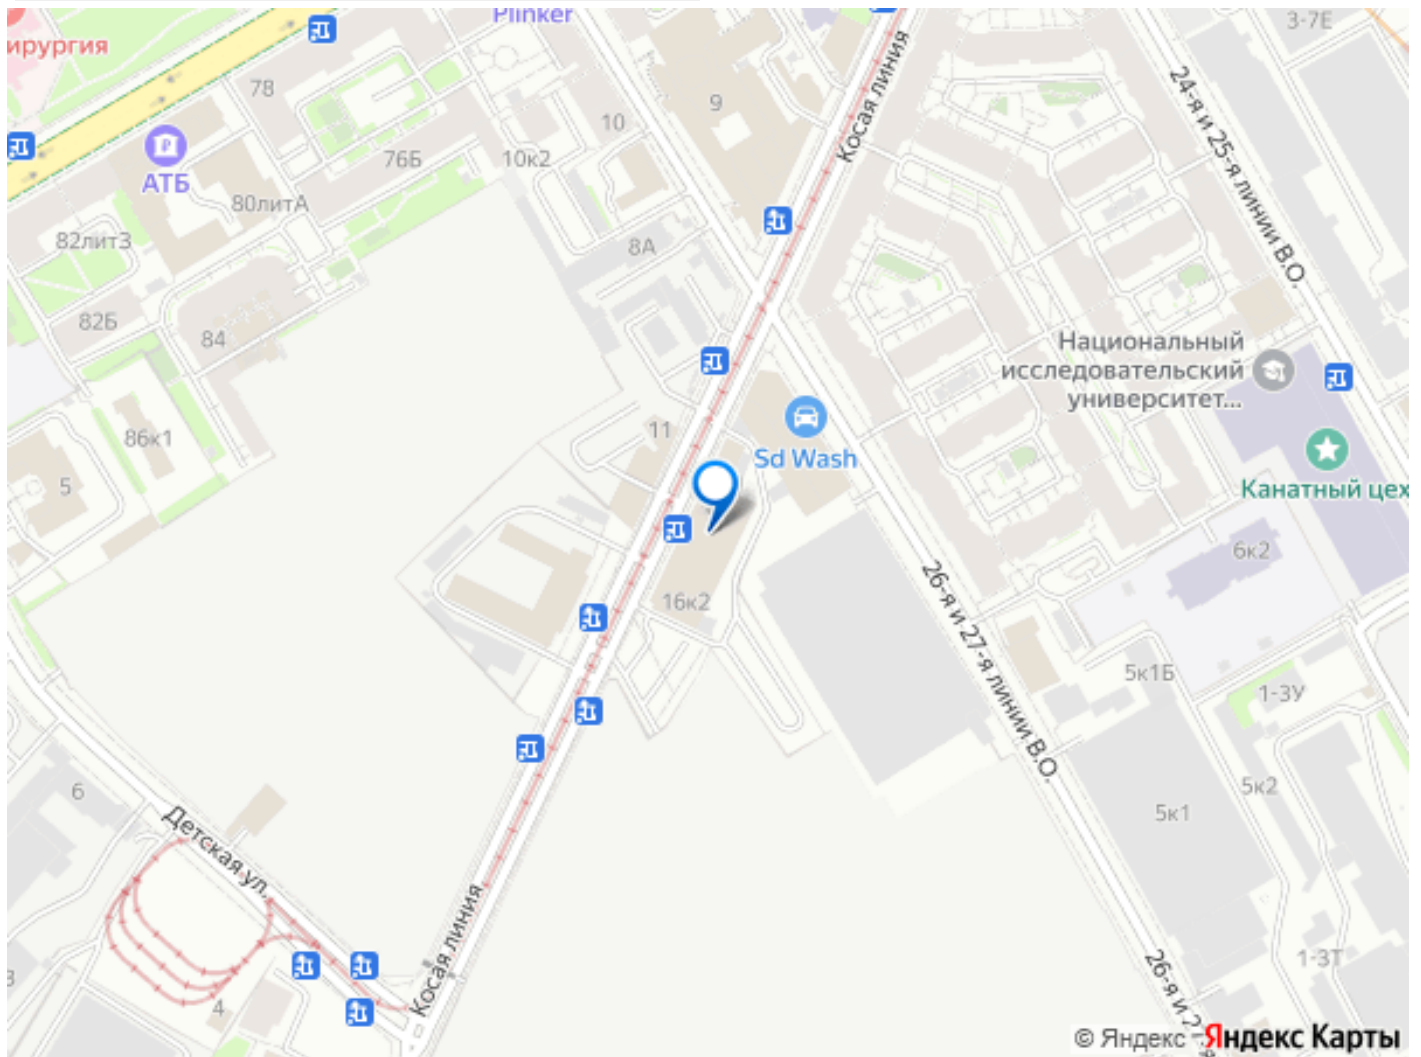 Plinker
3-7Е
ирургия
78
9
10
Косая линия
24-я и 25-я линии В.О.
76Б
10к2
АТБ
80литА
82литЗ
8А
82Б
84
Национальный
исследовательский
университет...
86к1
11
Sd Wash
5
Канатный цех
6к2
16к2
26-я и 27-я линии В.О.
5к1Б
1-3У
6
5к2
5к1
Детская ул.
Косая линия
1-3Т
26-я и 2
4
© Яндекс Яндекс Карты